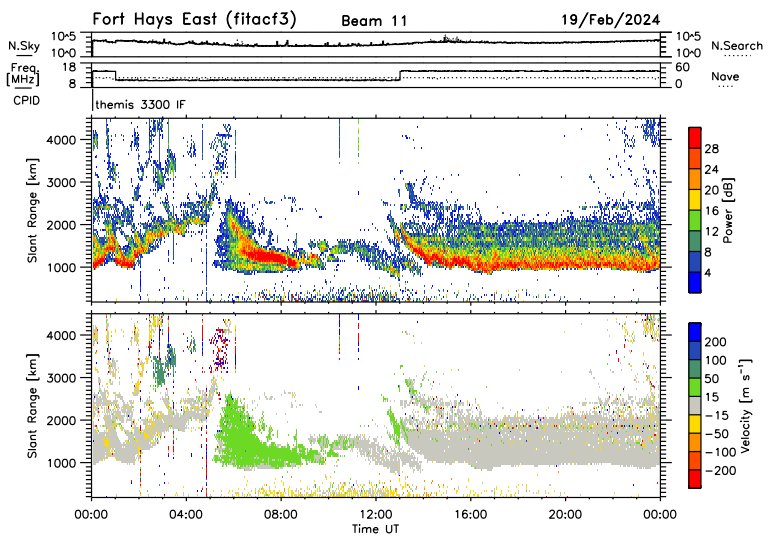 Fort Hays East (fitacf3) Beam 11 19/Feb/2024
N.Sky 10^5 10^0 10^5 10^0 N.Search
Freq. [MHz] 18 8 60 0 Nave
CPID themis 3300 IF
4000
3000
2000
1000
Slant Range [km]
28
24
20
16
12
8
4
Power [dB]
4000
3000
2000
1000
Slant Range [km]
200
100
50
15
-15
-50
-100
-200
Velocity [m s⁻¹]
00:00 04:00 08:00 12:00 16:00 20:00 00:00
Time UT